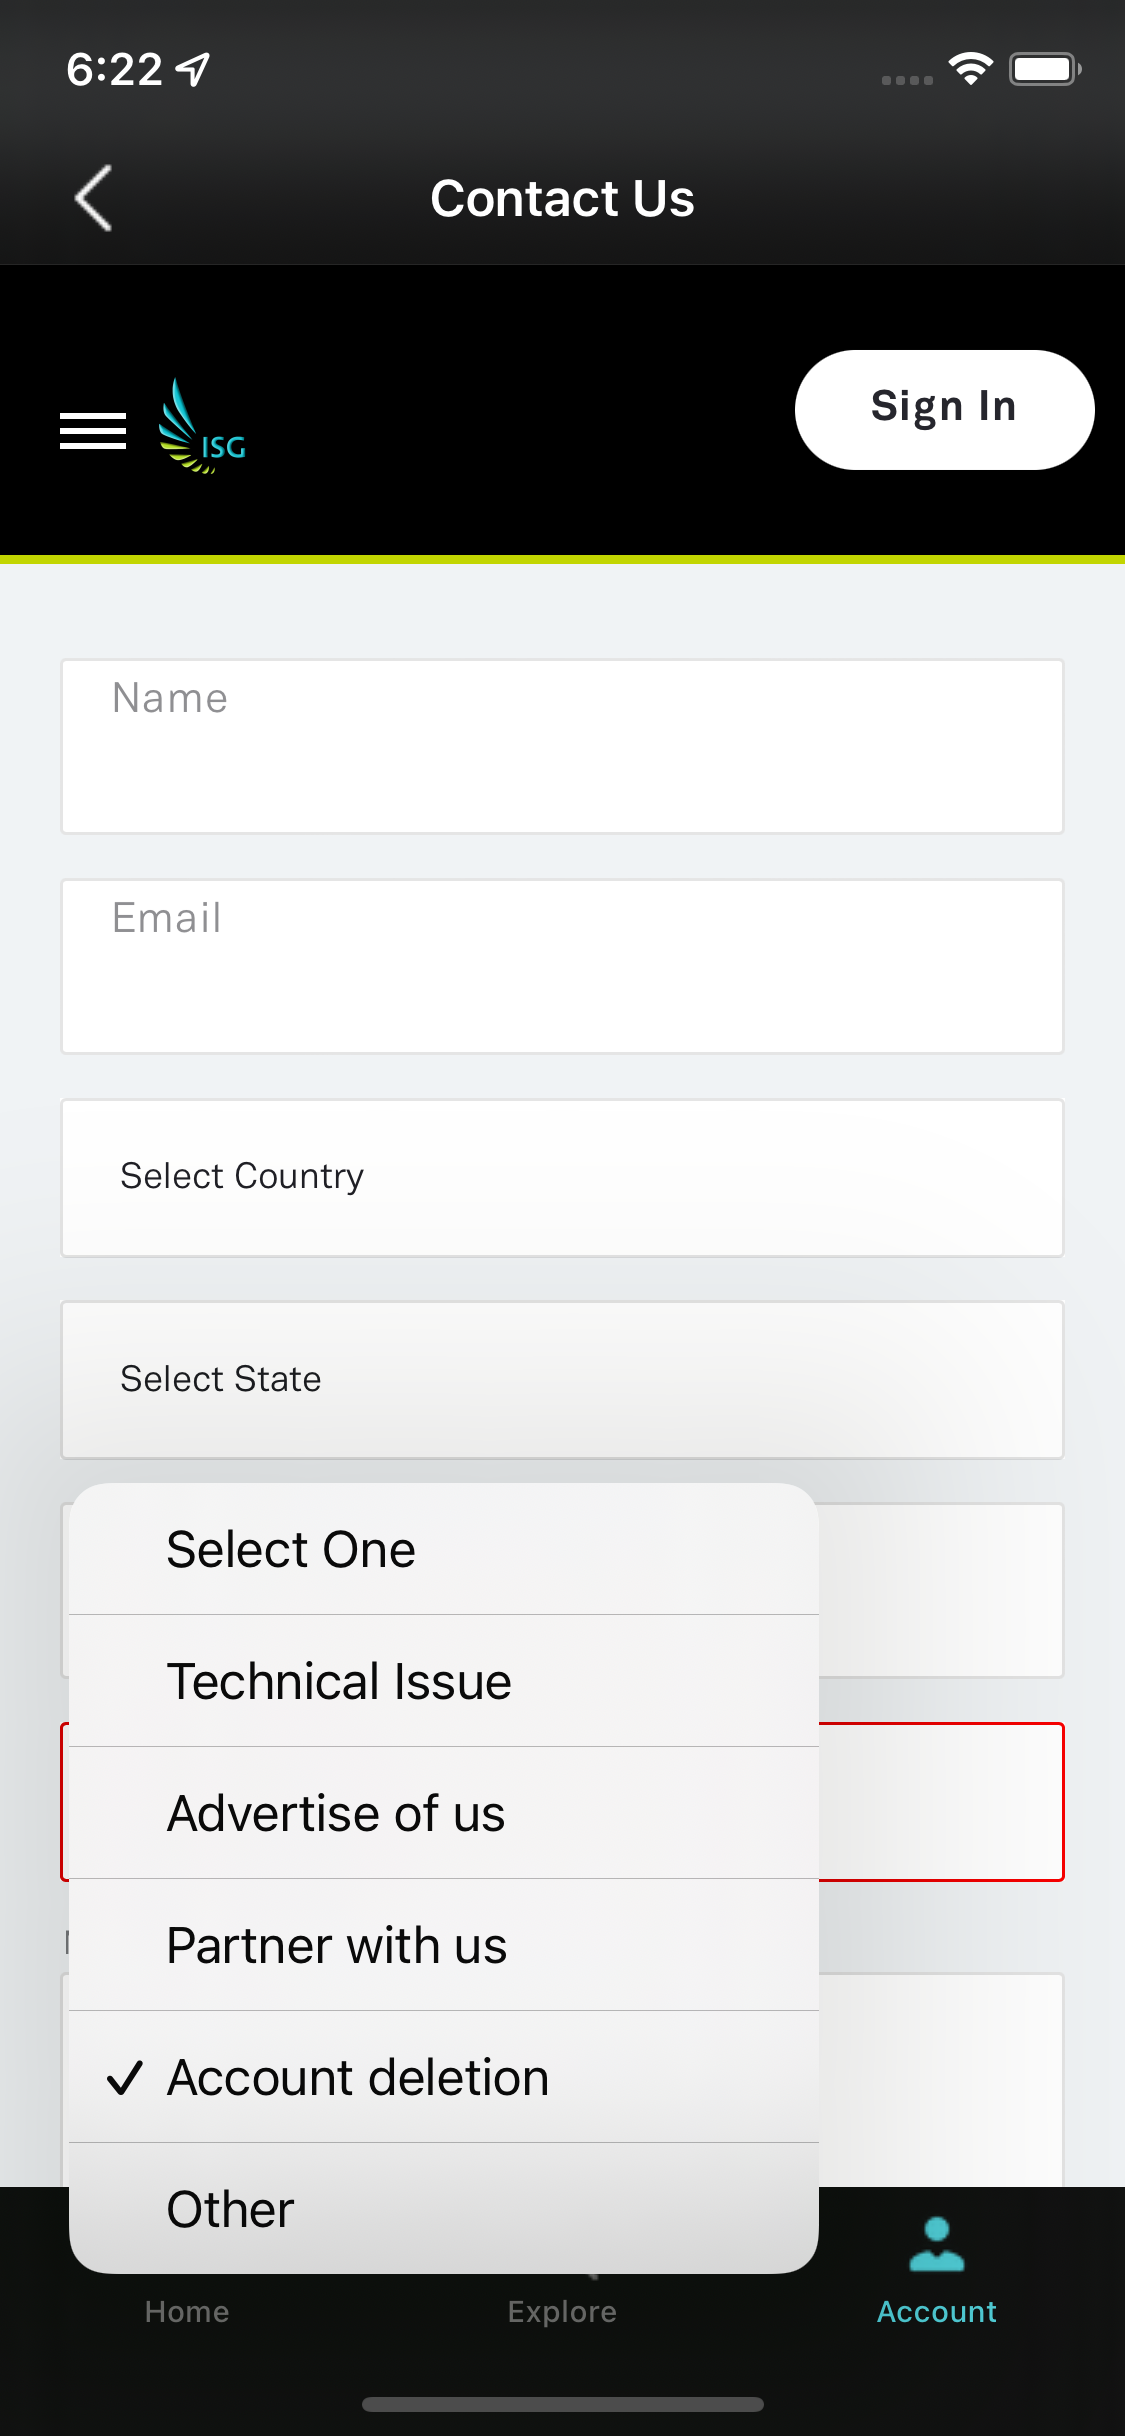 6:22
Contact Us
ISG
Sign In
Name
Email
Select Country
Select State
Select One
Technical Issue
Advertise of us
Partner with us
✓ Account deletion
Other
Home
Explore
Account